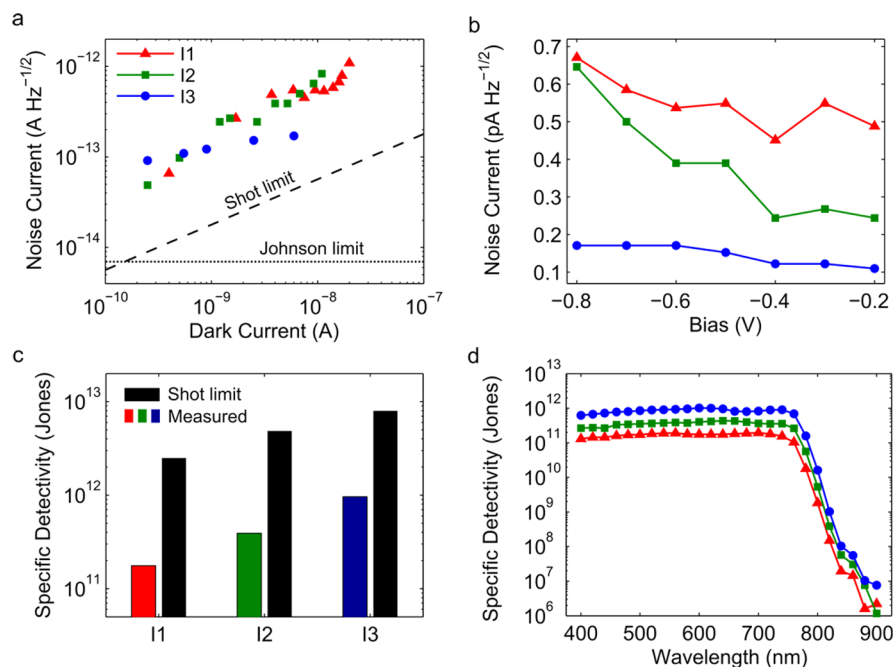 a
Noise Current (A Hz−1/2)
10−12
10−13
10−14
I1
I2
I3
Shot limit
Johnson limit
10−10
10−9
10−8
10−7
Dark Current (A)
b
Noise Current (pA Hz−1/2)
0.7
0.6
0.5
0.4
0.3
0.2
0.1
−0.8
−0.6
−0.4
−0.2
Bias (V)
c
Specific Detectivity (Jones)
10^13
10^12
10^11
Shot limit
Measured
I1
I2
I3
d
Specific Detectivity (Jones)
10^13
10^12
10^11
10^10
10^9
10^8
10^7
10^6
400
500
600
700
800
900
Wavelength (nm)